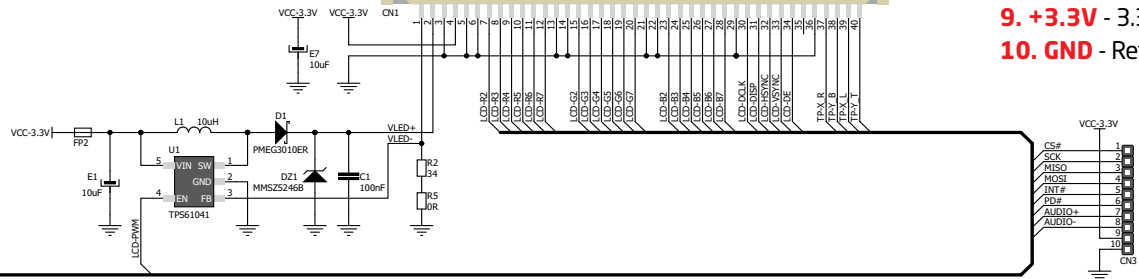 VCC-3.3V
VCC-3.3V
CN1
1
2
3
4
5
6
7
8
9
10
11
12
13
14
15
16
17
18
19
20
21
22
23
24
25
26
27
28
29
30
31
32
33
34
35
36
37
38
39
40
9. +3.3V - 3.3
10. GND - Re
E7
10uF
LCD-R2
LCD-R3
LCD-R4
LCD-R5
LCD-R6
LCD-R7
LCD-G2
LCD-G3
LCD-G4
LCD-G5
LCD-G6
LCD-G7
LCD-B2
LCD-B3
LCD-B4
LCD-B5
LCD-B6
LCD-B7
LCD-DCLK
LCD-DISP
LCD-HSYNC
LCD-VSYNC
LCD-DE
TP-X_R
TP-Y_B
TP-X_L
TP-Y_T
VCC-3.3V
FP2
L1 10uH
D1
PMEG3010ER
VLED+
VLED-
VCC-3.3V
E1
10uF
U1
5 VIN SW 1
GND 2
4 EN FB 3
TPS61041
DZ1
MMSZ5246B
C1
100nF
R2
34
R5
0R
LCD-PWM
CS# 1
SCK 2
MISO 3
MOSI 4
INT# 5
PD# 6
AUDIO+ 7
AUDIO- 8
9
10
CN3